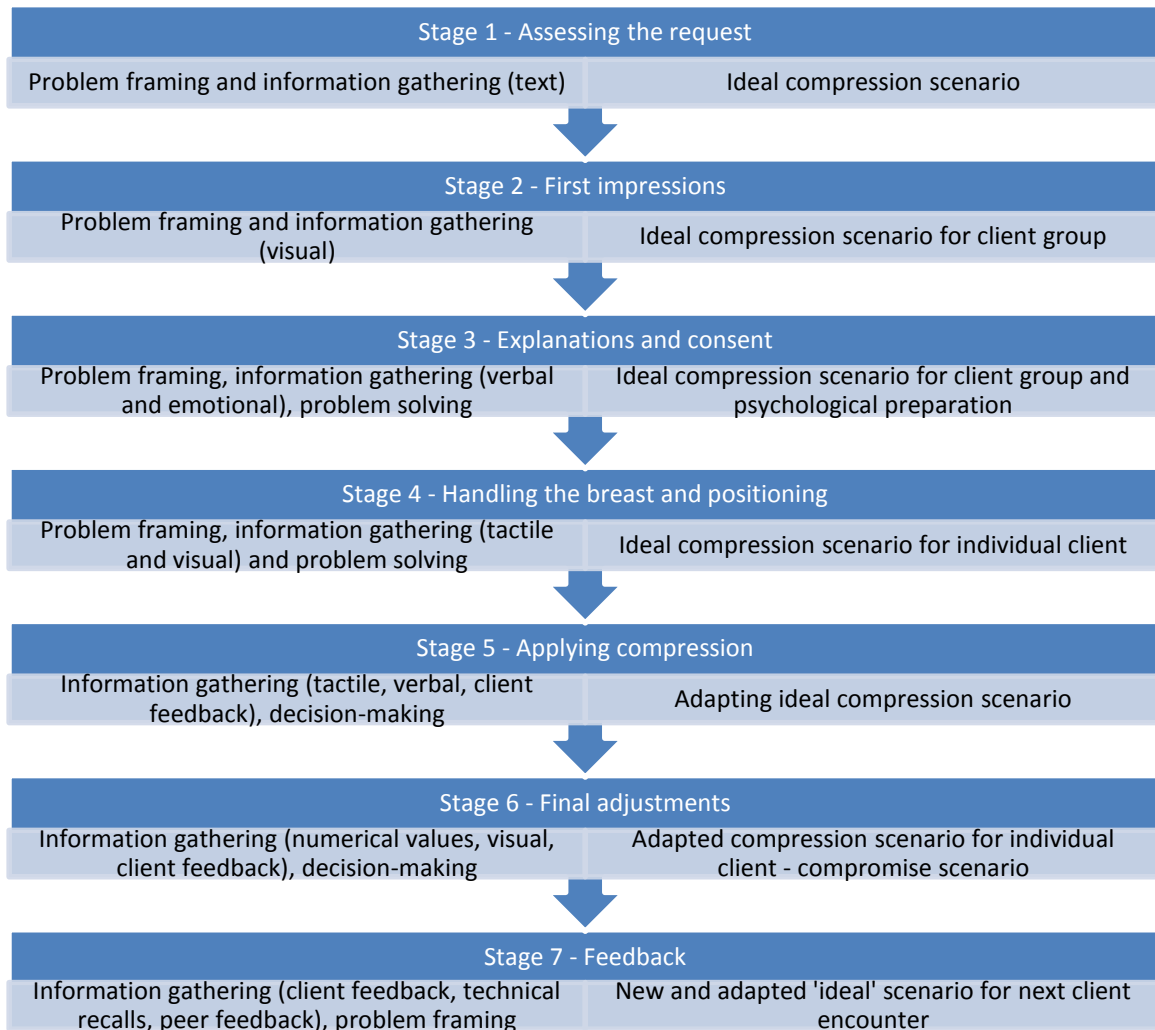 Stage 1 - Assessing the request
Problem framing and information gathering (text)
Ideal compression scenario
Stage 2 - First impressions
Problem framing and information gathering
(visual)
Ideal compression scenario for client group
Stage 3 - Explanations and consent
Problem framing, information gathering (verbal
and emotional), problem solving
Ideal compression scenario for client group and
psychological preparation
Stage 4 - Handling the breast and positioning
Problem framing, information gathering (tactile
and visual) and problem solving
Ideal compression scenario for individual client
Stage 5 - Applying compression
Information gathering (tactile, verbal, client
feedback), decision-making
Adapting ideal compression scenario
Stage 6 - Final adjustments
Information gathering (numerical values, visual,
client feedback), decision-making
Adapted compression scenario for individual
client - compromise scenario
Stage 7 - Feedback
Information gathering (client feedback, technical
recalls, peer feedback), problem framing
New and adapted 'ideal' scenario for next client
encounter